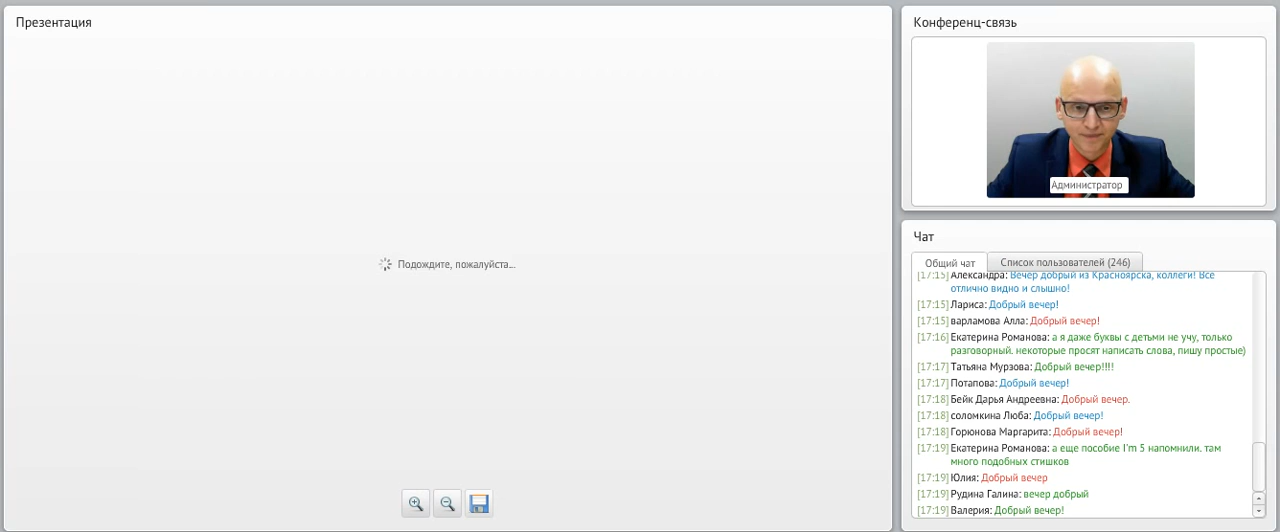 Презентация
Подождите, пожалуйста...
Конференц-связь
Администратор
Чат
Общий чат
Список пользователей (246)
[17:15] Александра: Вечер добрый из Красноярска, коллеги! Все
отлично видно и слышно!
[17:15] Лариса: Добрый вечер!
[17:15] варламова Алла: Добрый вечер!
[17:16] Екатерина Романова: а я даже буквы с детьми не учу, только
разговорный. некоторые просят написать слова, пишу простые)
[17:17] Татьяна Мурзова: Добрый вечер!!!!
[17:17] Потапова: Добрый вечер!
[17:18] Бейк Дарья Андреевна: Добрый вечер.
[17:18] соломкина Люба: Добрый вечер!
[17:18] Горюнова Маргарита: Добрый вечер!
[17:19] Екатерина Романова: а еще пособие I'm 5 напомнили. там
много подобных стишков
[17:19] Юлия: Добрый вечер
[17:19] Рудина Галина: вечер добрый
[17:19] Валерия: Добрый вечер!